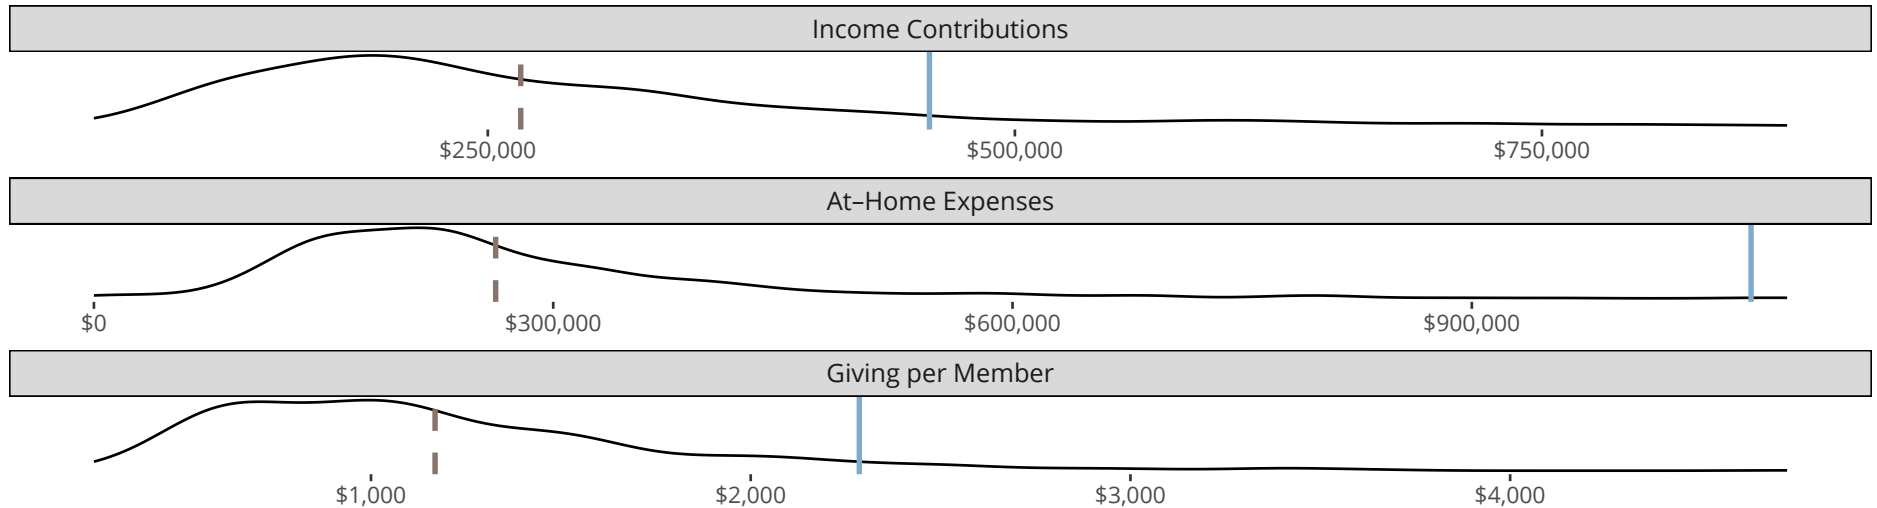 Income Contributions
$250,000 $500,000 $750,000
At–Home Expenses
$0 $300,000 $600,000 $900,000
Giving per Member
$1,000 $2,000 $3,000 $4,000